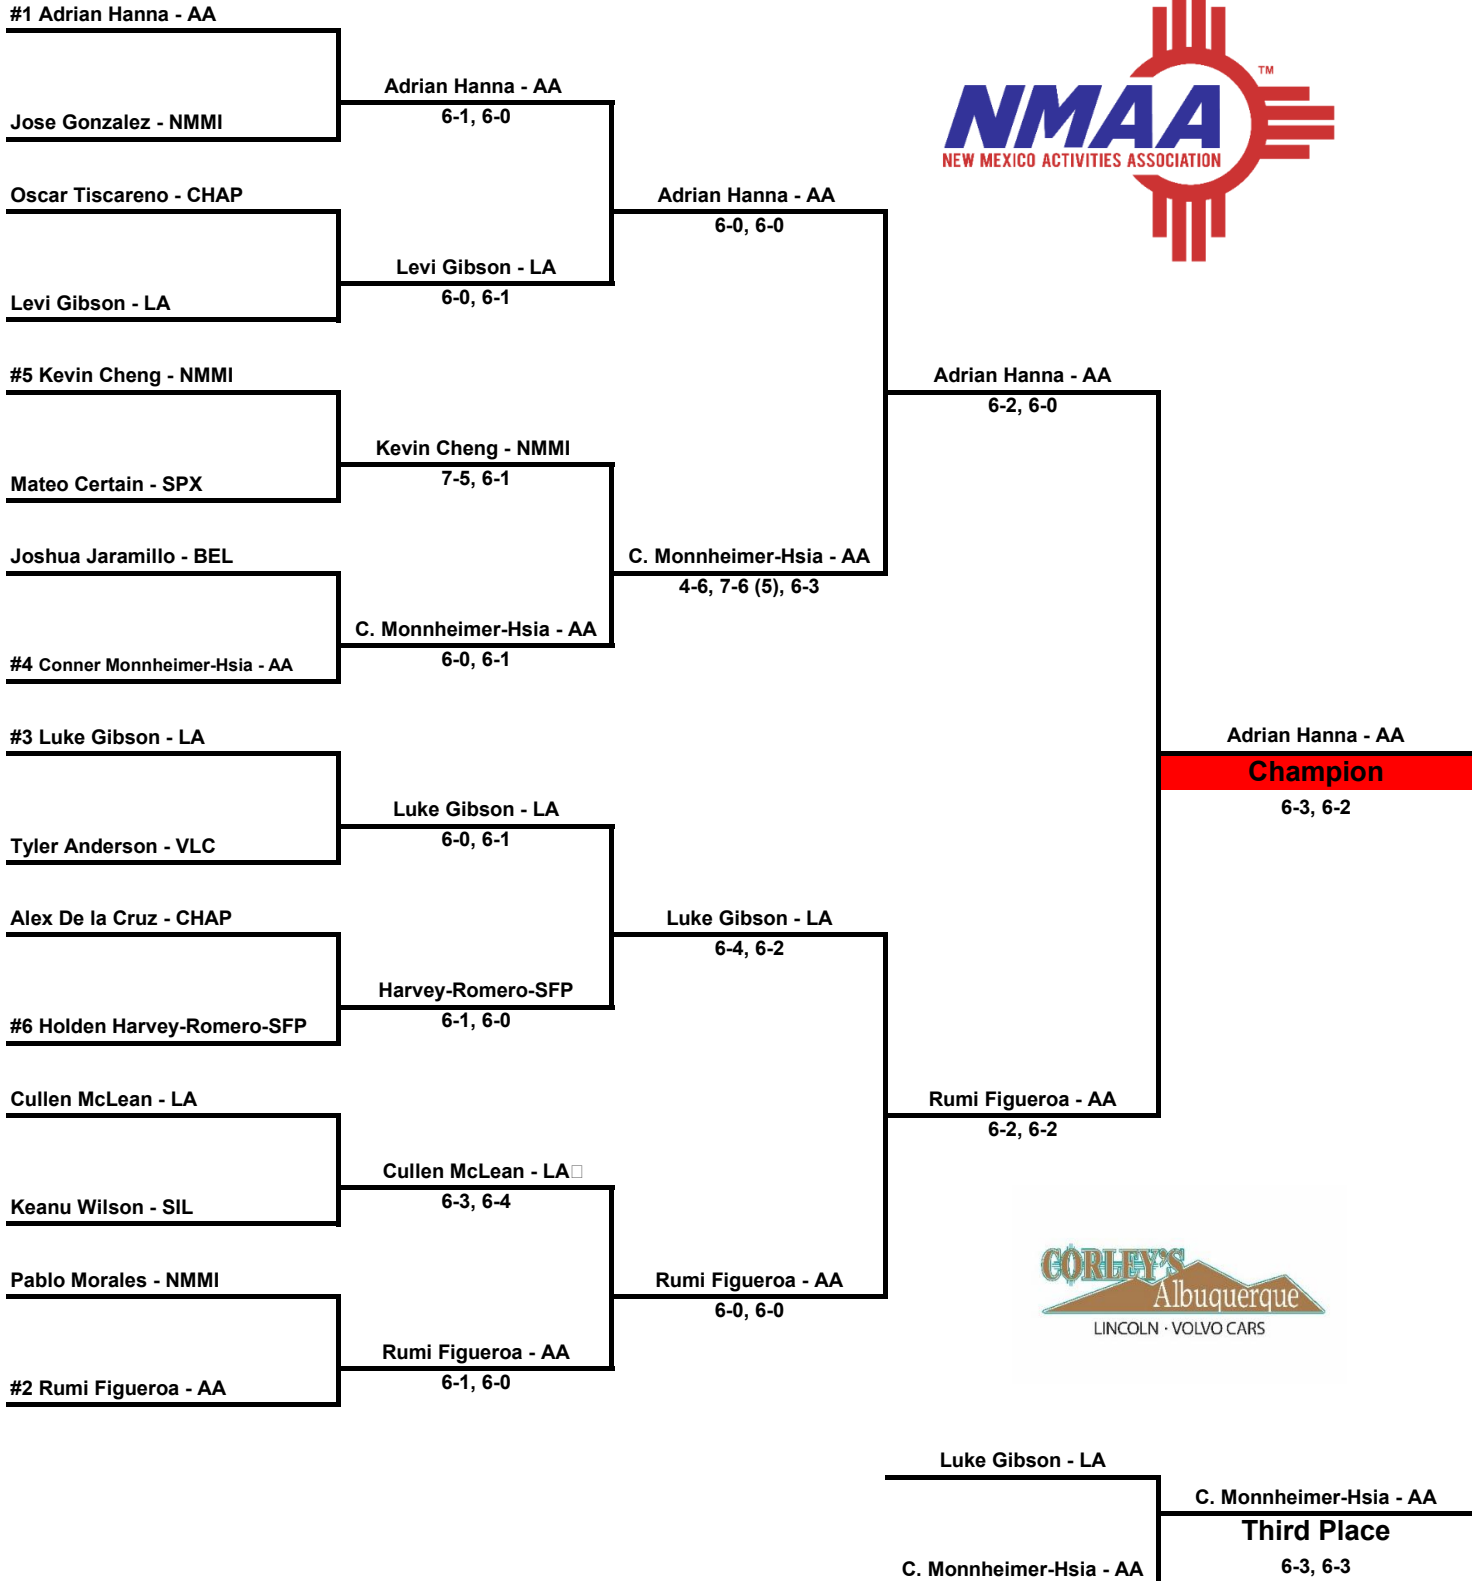 #1 Adrian Hanna - AA
Adrian Hanna - AA
6-1, 6-0
Jose Gonzalez - NMMI
NMAA
TM
NEW MEXICO ACTIVITIES ASSOCIATION
Oscar Tiscareno - CHAP
Adrian Hanna - AA
6-0, 6-0
Levi Gibson - LA
6-0, 6-1
Levi Gibson - LA
#5 Kevin Cheng - NMMI
Adrian Hanna - AA
6-2, 6-0
Kevin Cheng - NMMI
7-5, 6-1
Mateo Certain - SPX
Joshua Jaramillo - BEL
C. Monnheimer-Hsia - AA
4-6, 7-6 (5), 6-3
C. Monnheimer-Hsia - AA
6-0, 6-1
#4 Conner Monnheimer-Hsia - AA
#3 Luke Gibson - LA
Adrian Hanna - AA
Champion
6-3, 6-2
Luke Gibson - LA
6-0, 6-1
Tyler Anderson - VLC
Alex De la Cruz - CHAP
Luke Gibson - LA
6-4, 6-2
Harvey-Romero-SFP
6-1, 6-0
#6 Holden Harvey-Romero-SFP
Cullen McLean - LA
Rumi Figueroa - AA
6-2, 6-2
Cullen McLean - LA
6-3, 6-4
Keanu Wilson - SIL
Pablo Morales - NMMI
Rumi Figueroa - AA
6-0, 6-0
CORLEY'S
Albuquerque
LINCOLN · VOLVO CARS
Rumi Figueroa - AA
6-1, 6-0
#2 Rumi Figueroa - AA
Luke Gibson - LA
C. Monnheimer-Hsia - AA
Third Place
6-3, 6-3
C. Monnheimer-Hsia - AA